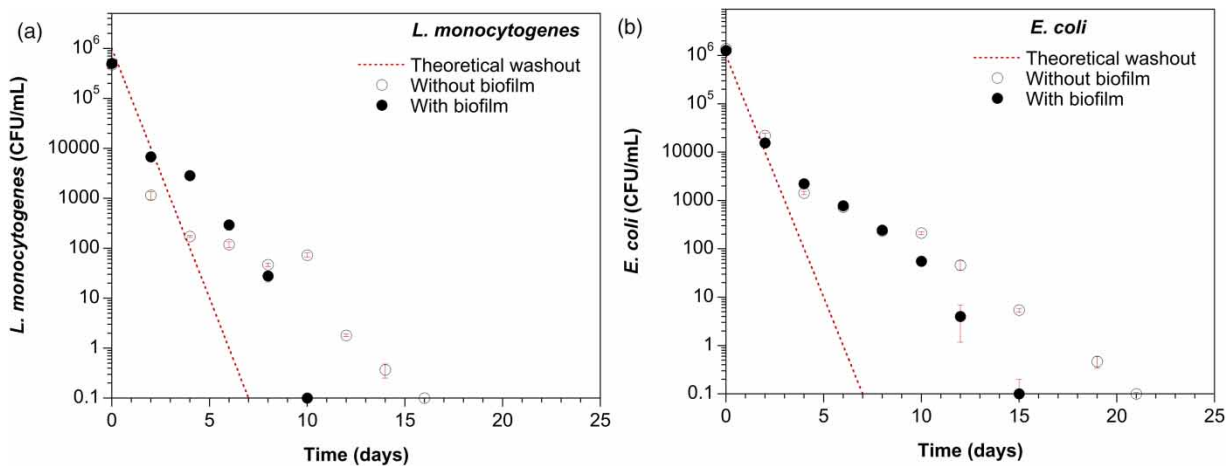 (a)
L. monocytogenes
Theoretical washout
Without biofilm
With biofilm
L. monocytogenes (CFU/mL)
10^6
10^5
10000
1000
100
10
1
0.1
0 5 10 15 20 25
Time (days)
(b)
E. coli
Theoretical washout
Without biofilm
With biofilm
E. coli (CFU/mL)
10^6
10^5
10000
1000
100
10
1
0.1
0 5 10 15 20 25
Time (days)